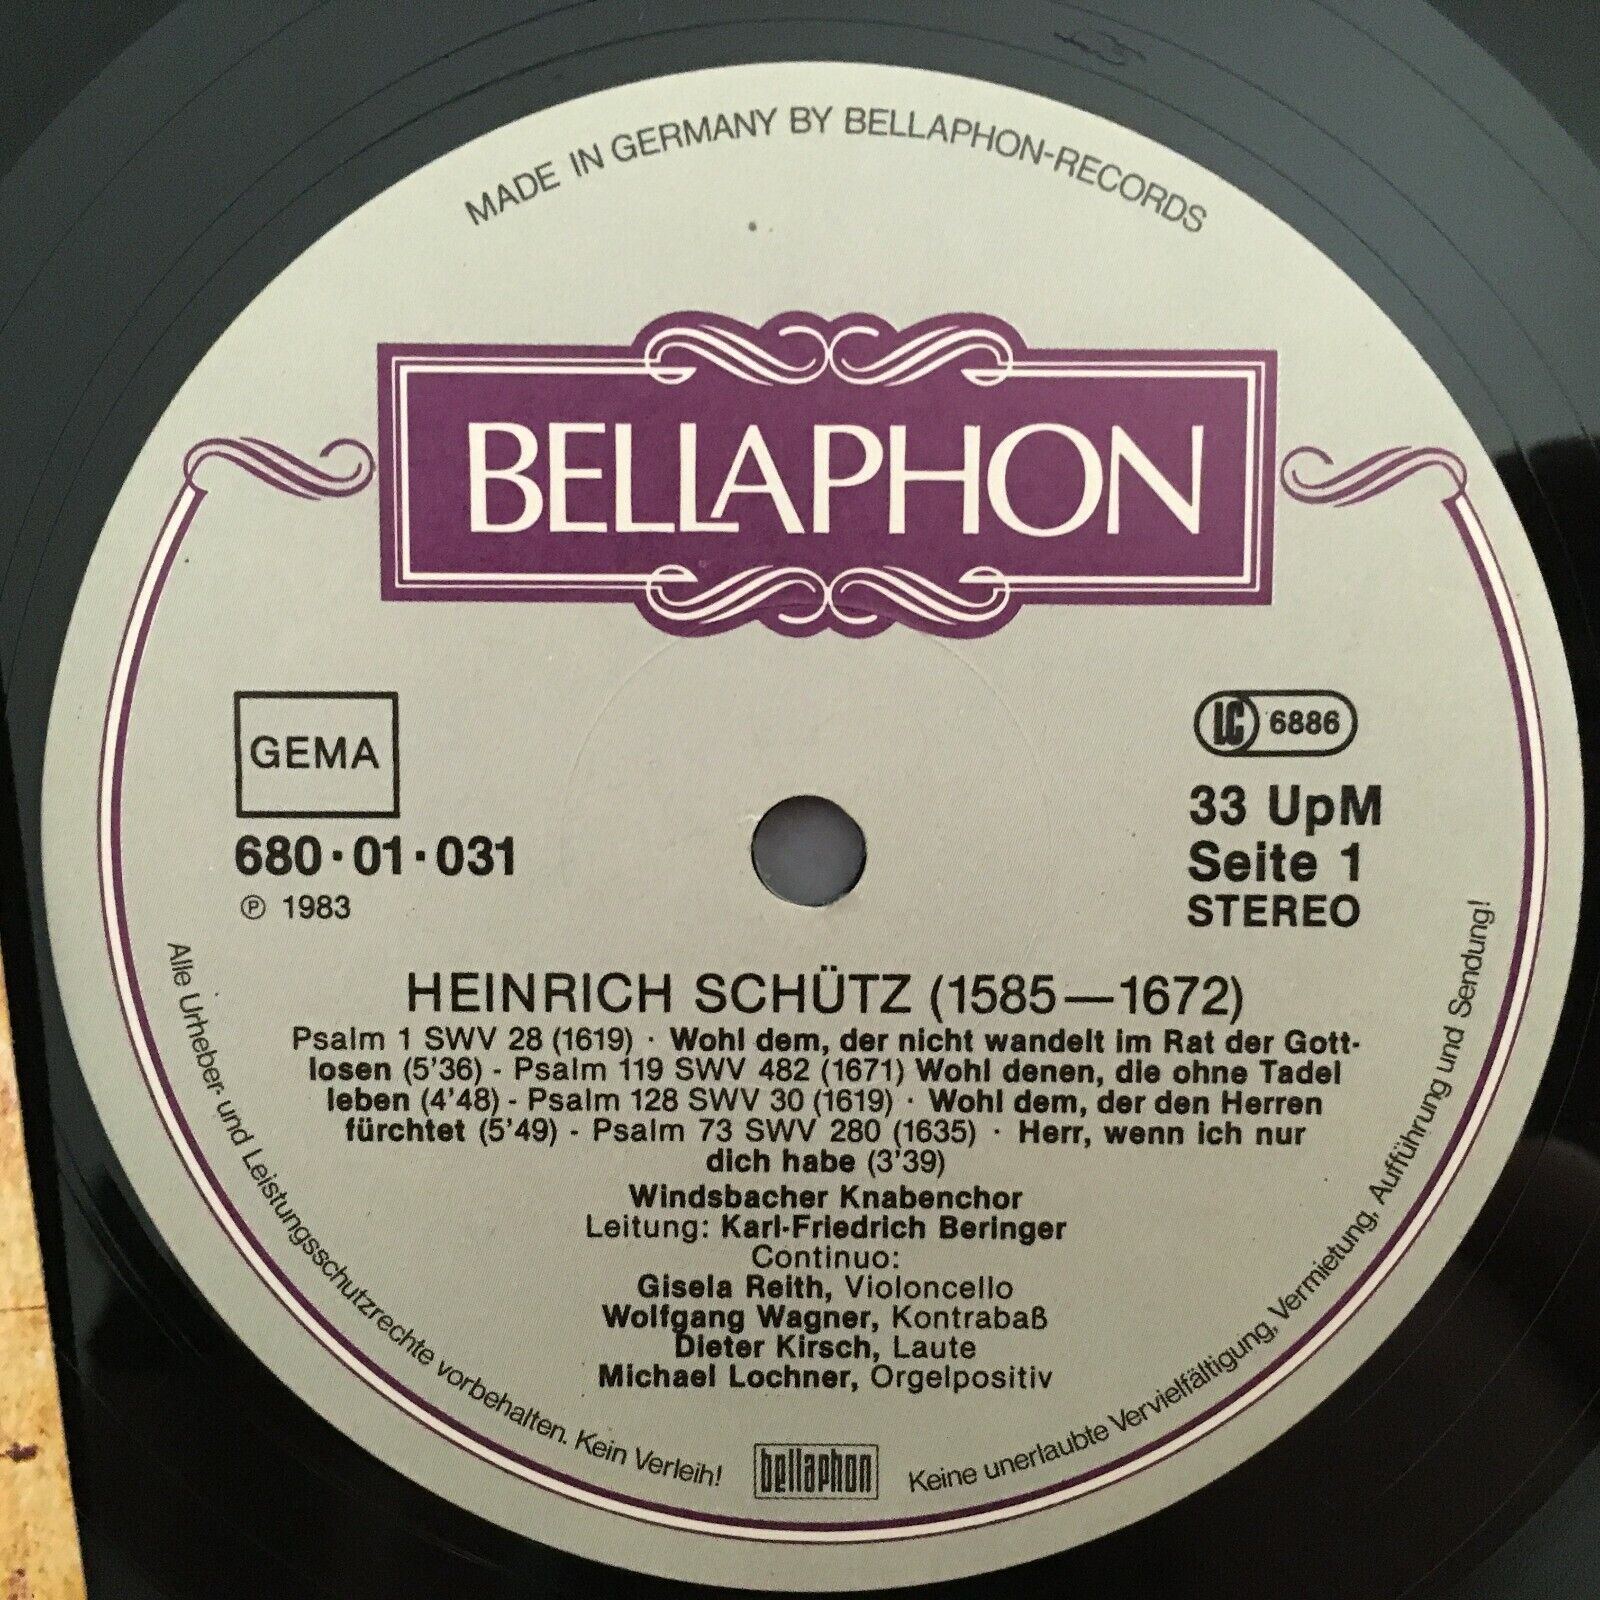 MADE IN GERMANY BY BELLAPHON-RECORDS
BELLAPHON
GEMA
680·01·031
℗ 1983
LC 6886
33 UpM
Seite 1
STEREO
HEINRICH SCHÜTZ (1585—1672)
Psalm 1 SWV 28 (1619) · Wohl dem, der nicht wandelt im Rat der Gott-
losen (5'36) - Psalm 119 SWV 482 (1671) Wohl denen, die ohne Tadel
leben (4'48) - Psalm 128 SWV 30 (1619) · Wohl dem, der den Herren
fürchtet (5'49) - Psalm 73 SWV 280 (1635) · Herr, wenn ich nur
dich habe (3'39)
Windsbacher Knabenchor
Leitung: Karl-Friedrich Beringer
Continuo:
Gisela Reith, Violoncello
Wolfgang Wagner, Kontrabaß
Dieter Kirsch, Laute
Michael Lochner, Orgelpositiv
Alle Urheber- und Leistungsschutzrechte vorbehalten. Kein Verleih!
bellaphon
Keine unerlaubte Vervielfältigung, Vermietung, Aufführung und Sendung!